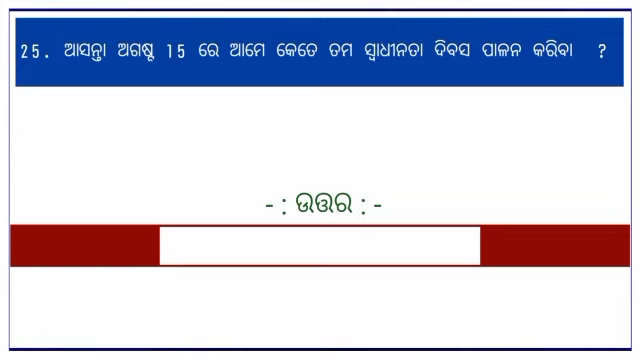 25. ଆସନ୍ତା ଅଗଷ୍ଟ 15 ରେ ଆମେ କେତେ ତମ ସ୍ୱାଧୀନତା ଦିବସ ପାଳନ କରିବା ?
- : ଉତ୍ତର : -